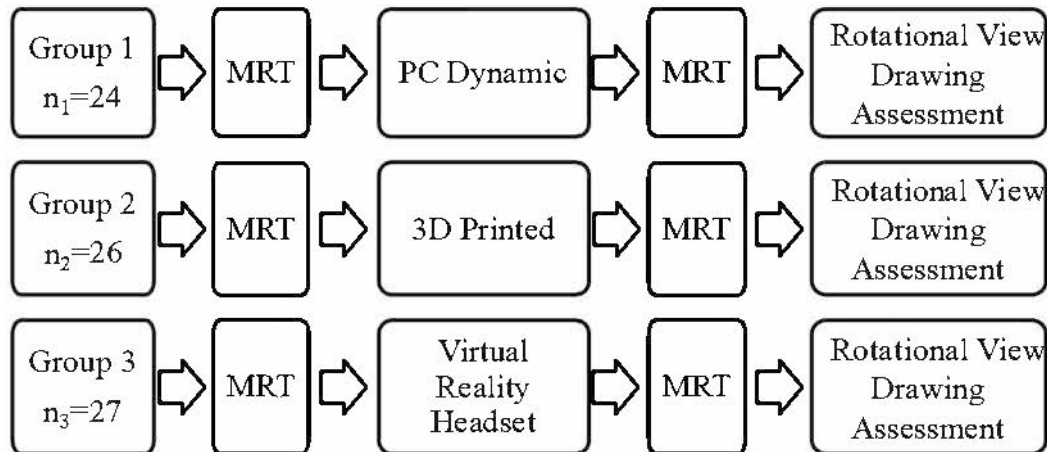 Group 1
n₁=24
MRT
PC Dynamic
MRT
Rotational View
Drawing
Assessment
Group 2
n₂=26
MRT
3D Printed
MRT
Rotational View
Drawing
Assessment
Group 3
n₃=27
MRT
Virtual
Reality
Headset
MRT
Rotational View
Drawing
Assessment